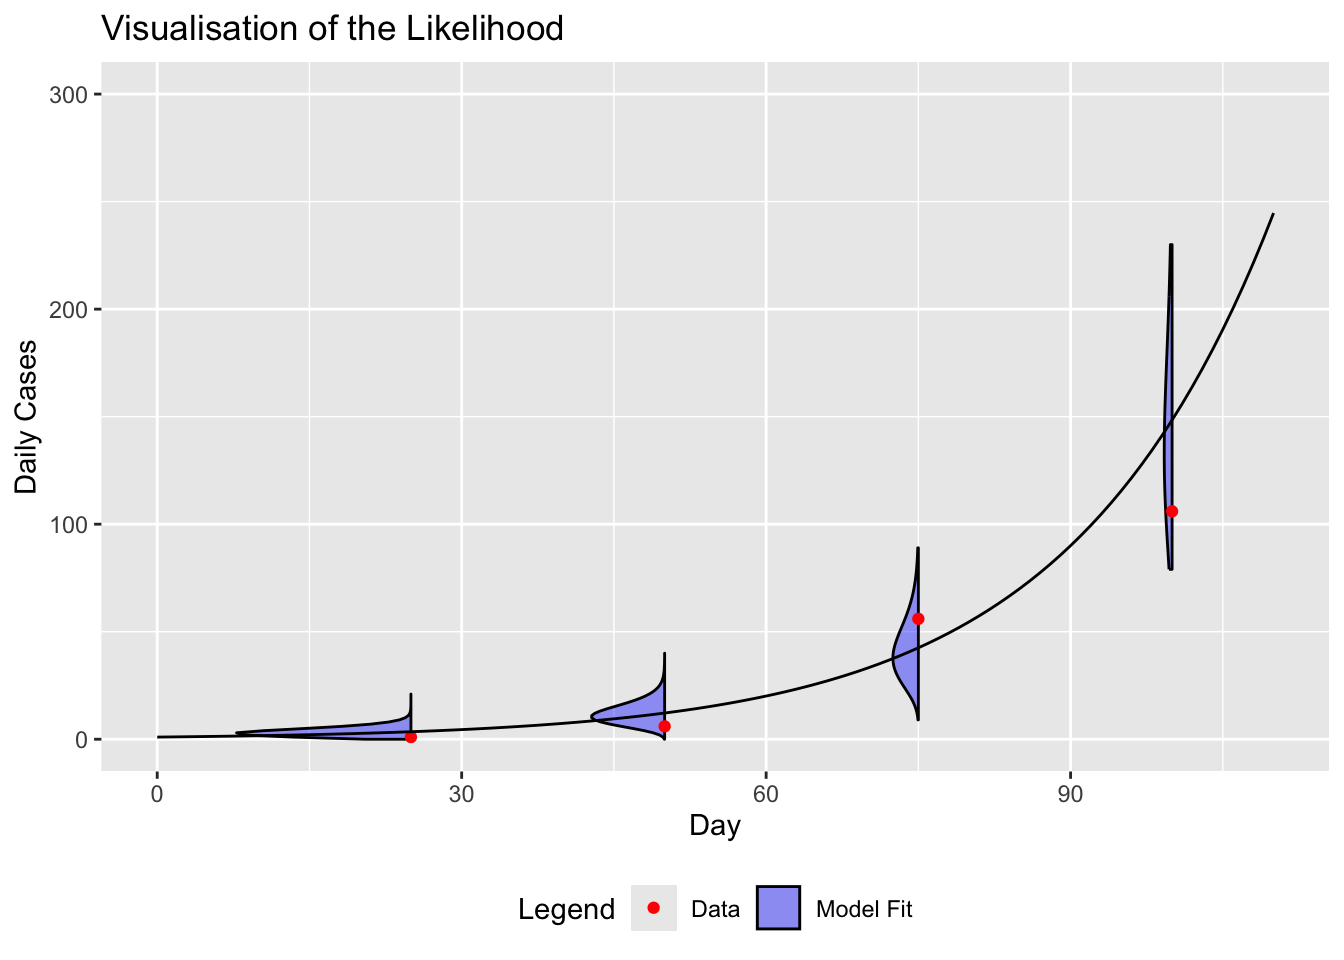 Visualisation of the Likelihood
300
200
100
0
Daily Cases
0 30 60 90
Day
Legend Data Model Fit